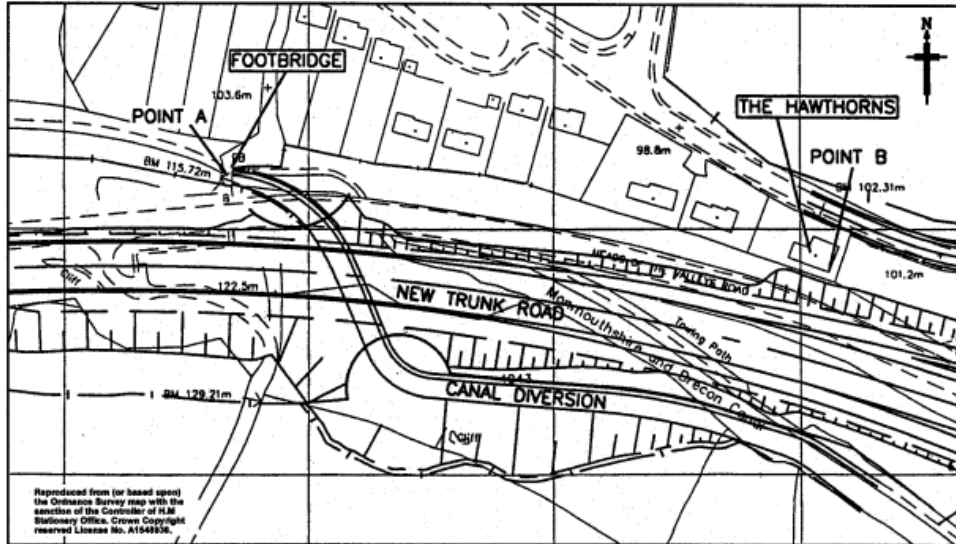 N
FOOTBRIDGE
103.6m
POINT A
THE HAWTHORNS
98.8m
POINT B
BM 102.31m
BM 115.72m
101.2m
HEADS OF THE VALLEYS ROAD
Cliff
122.5m
NEW TRUNK ROAD
Monmouthshire and Brecon Canal
Towing Path
CANAL DIVERSION
BM 129.21m
Cliff
Reproduced from (or based upon)
the Ordnance Survey map with the
sanction of the Controller of H.M
Stationery Office. Crown Copyright
reserved License No.